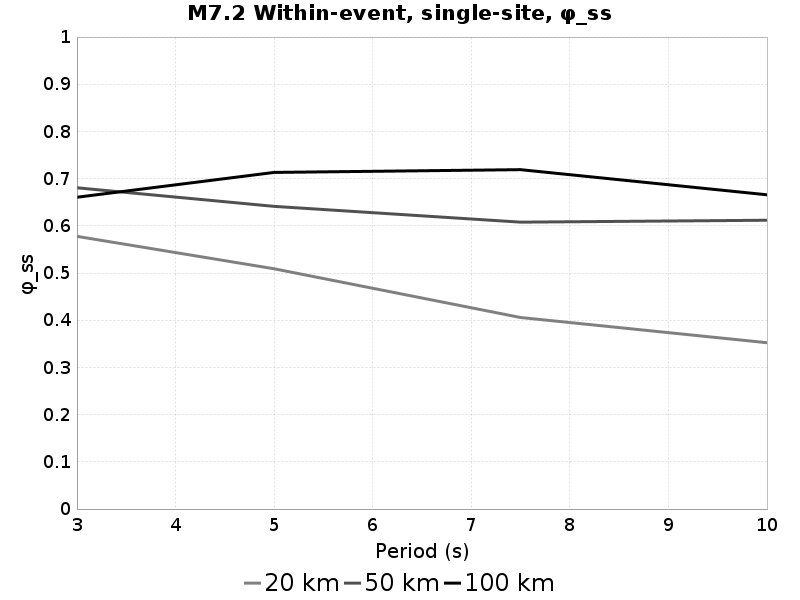 M7.2 Within-event, single-site, φ_ss
1
0.9
0.8
0.7
0.6
0.5
0.4
0.3
0.2
0.1
0
φ_ss
3 4 5 6 7 8 9 10
Period (s)
20 km 50 km 100 km